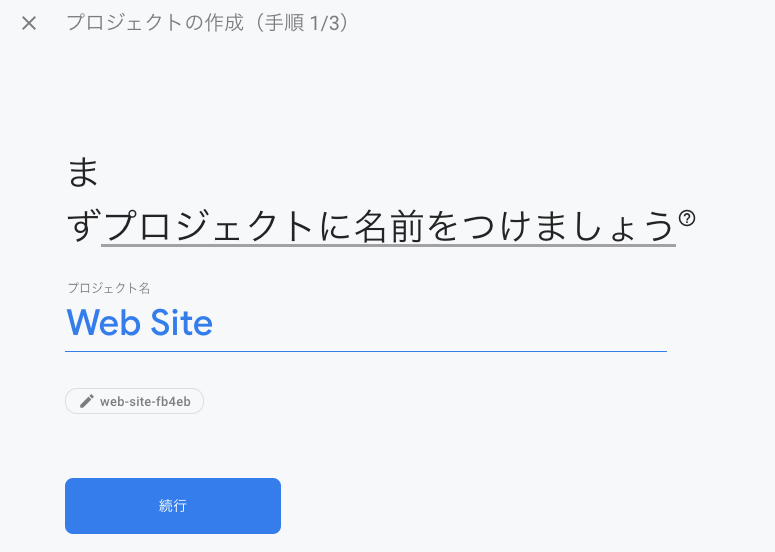 プロジェクトの作成（手順 1/3）
ま
ずプロジェクトに名前をつけましょう
プロジェクト名
Web Site
web-site-fb4eb
続行